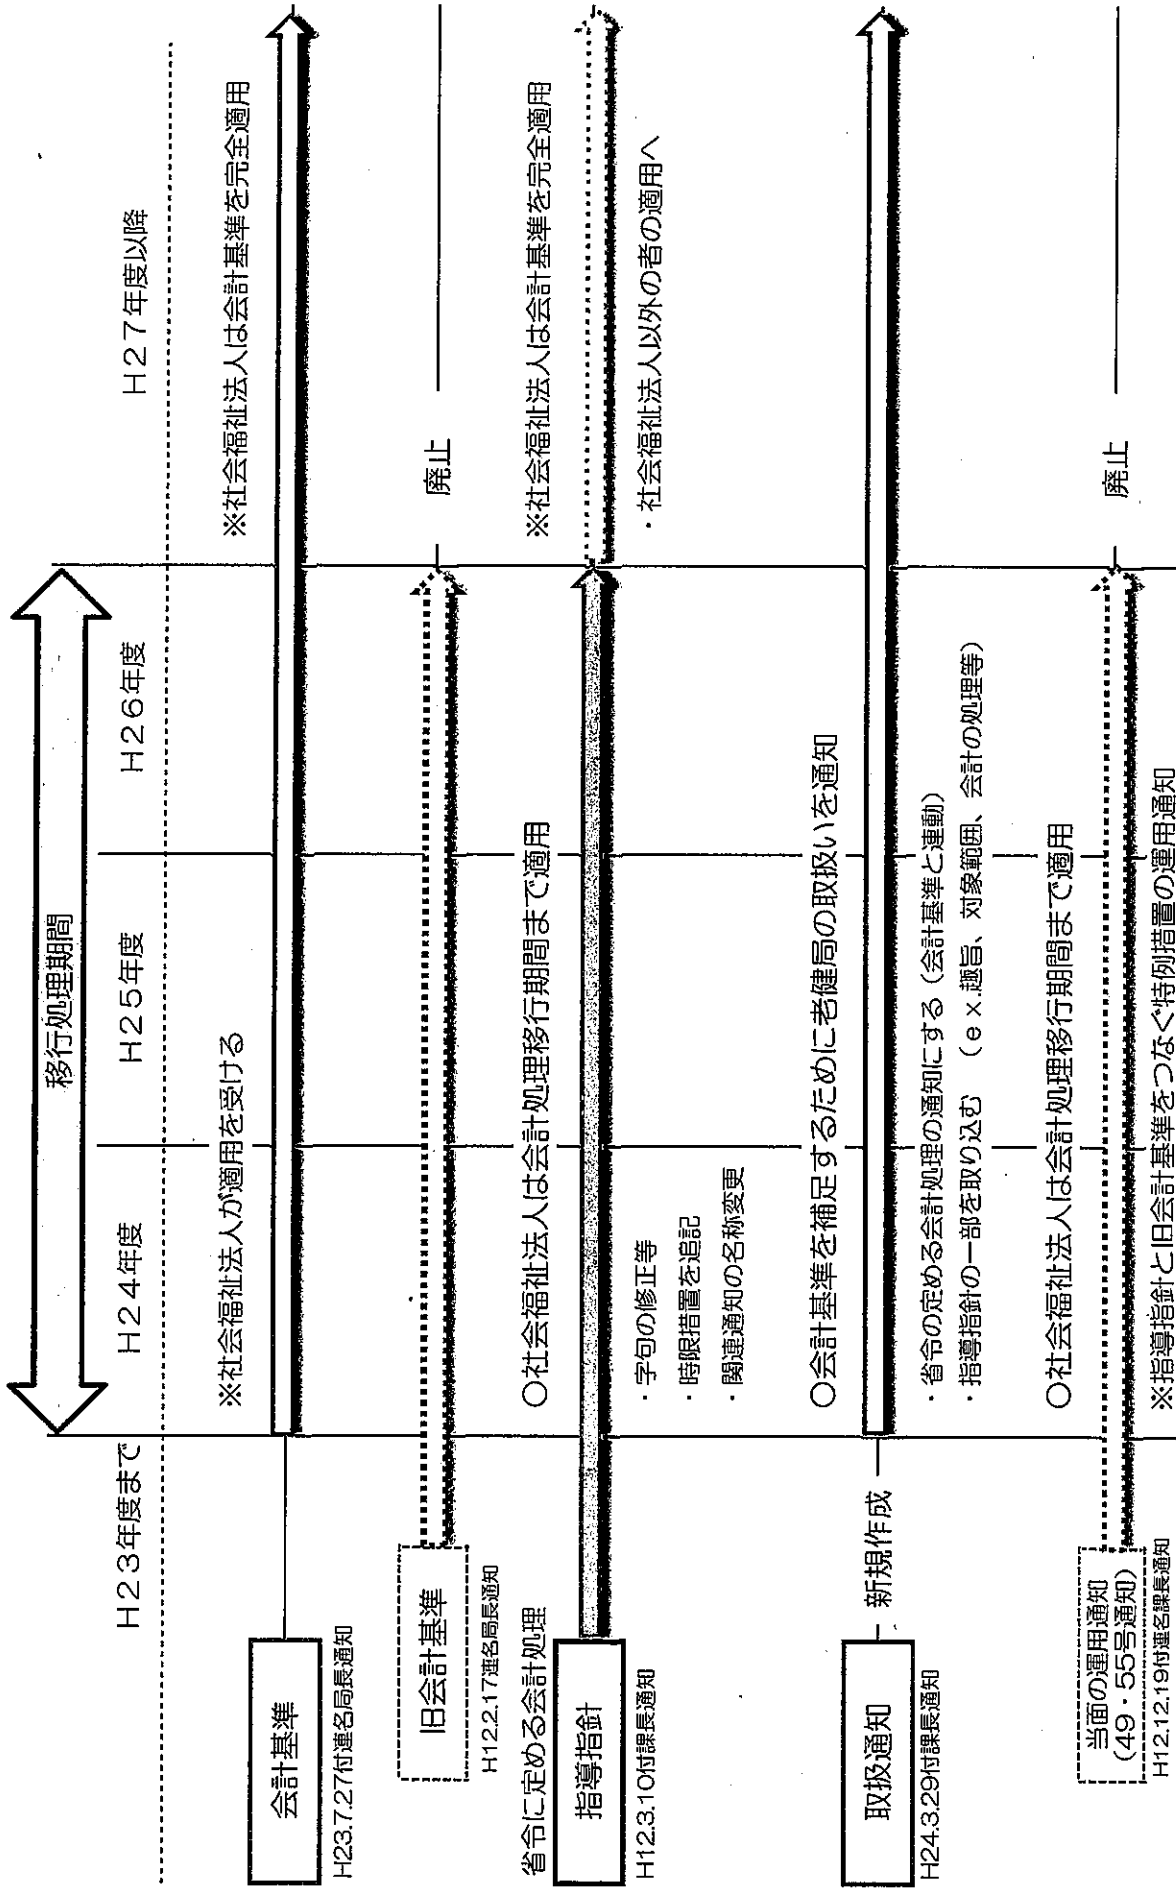 移行処理期間
H23年度まで
H24年度
H25年度
H26年度
H27年度以降
会計基準
H23.7.27付連名局長通知
※社会福祉法人が適用を受ける
※社会福祉法人は会計基準を完全適用
旧会計基準
H12.2.17連名局長通知
廃止
省令に定める会計処理
指導指針
H12.3.10付課長通知
○社会福祉法人は会計処理移行期間まで適用
・字句の修正等
・時限措置を追記
・関連通知の名称変更
※社会福祉法人は会計基準を完全適用
・社会福祉法人以外の者の適用へ
取扱通知
H24.3.29付課長通知
新規作成
○会計基準を補足するために老健局の取扱いを通知
・省令の定める会計処理の通知にする（会計基準と連動）
・指導指針の一部を取り込む（ｅｘ.趣旨、対象範囲、会計の処理等）
当面の運用通知
（49・55号通知）
H12.12.19付連名課長通知
○社会福祉法人は会計処理移行期間まで適用
※指導指針と旧会計基準をつなぐ特例措置の運用通知
廃止